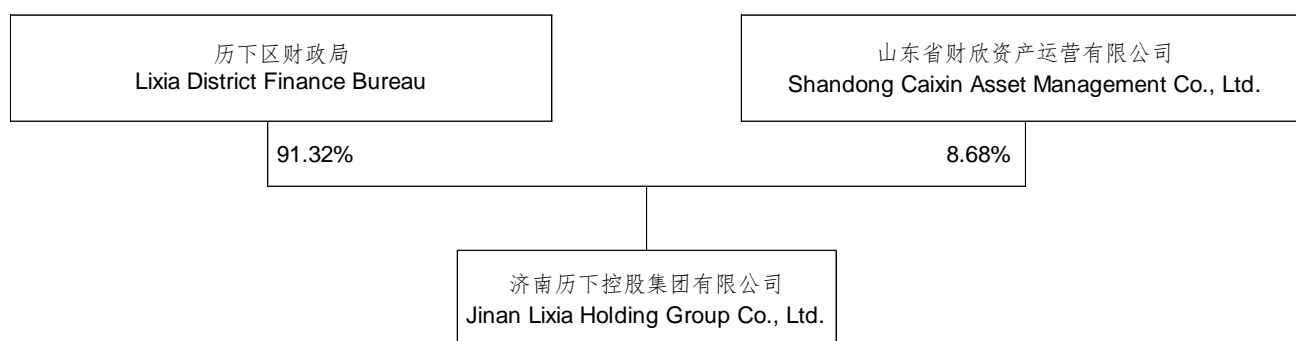 历下区财政局
Lixia District Finance Bureau
山东省财欣资产运营有限公司
Shandong Caixin Asset Management Co., Ltd.
91.32%
8.68%
济南历下控股集团有限公司
Jinan Lixia Holding Group Co., Ltd.